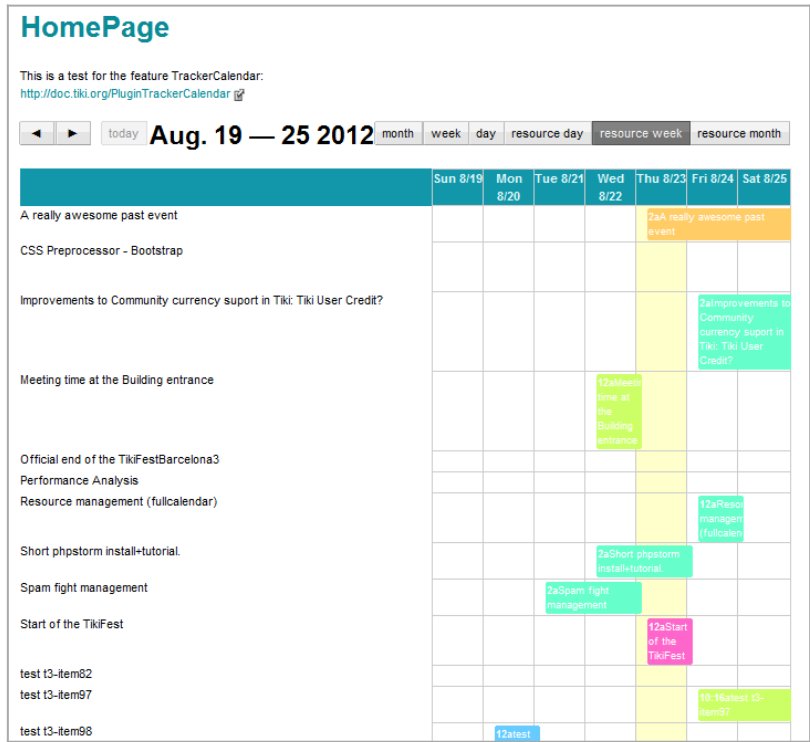 HomePage
This is a test for the feature TrackerCalendar:
http://doc.tiki.org/PluginTrackerCalendar
today Aug. 19 — 25 2012 month week day resource day resource week resource month
Sun 8/19 Mon 8/20 Tue 8/21 Wed 8/22 Thu 8/23 Fri 8/24 Sat 8/25
A really awesome past event
2aA really awesome past
event
CSS Preprocessor - Bootstrap
Improvements to Community currency suport in Tiki: Tiki User Credit?
2aImprovements to
Community
currency suport in
Tiki: Tiki User
Credit?
Meeting time at the Building entrance
12aMeetin
time at
the
Building
entrance
Official end of the TikiFestBarcelona3
Performance Analysis
Resource management (fullcalendar)
12aReso
managen
(fullcalen
Short phpstorm install+tutorial.
2aShort phpstorm
install+tutorial.
Spam fight management
2aSpam fight
management
Start of the TikiFest
12aStart
of the
TikiFest
test t3-item82
test t3-item97
10:16atest t3-
item97
test t3-item98
12atest